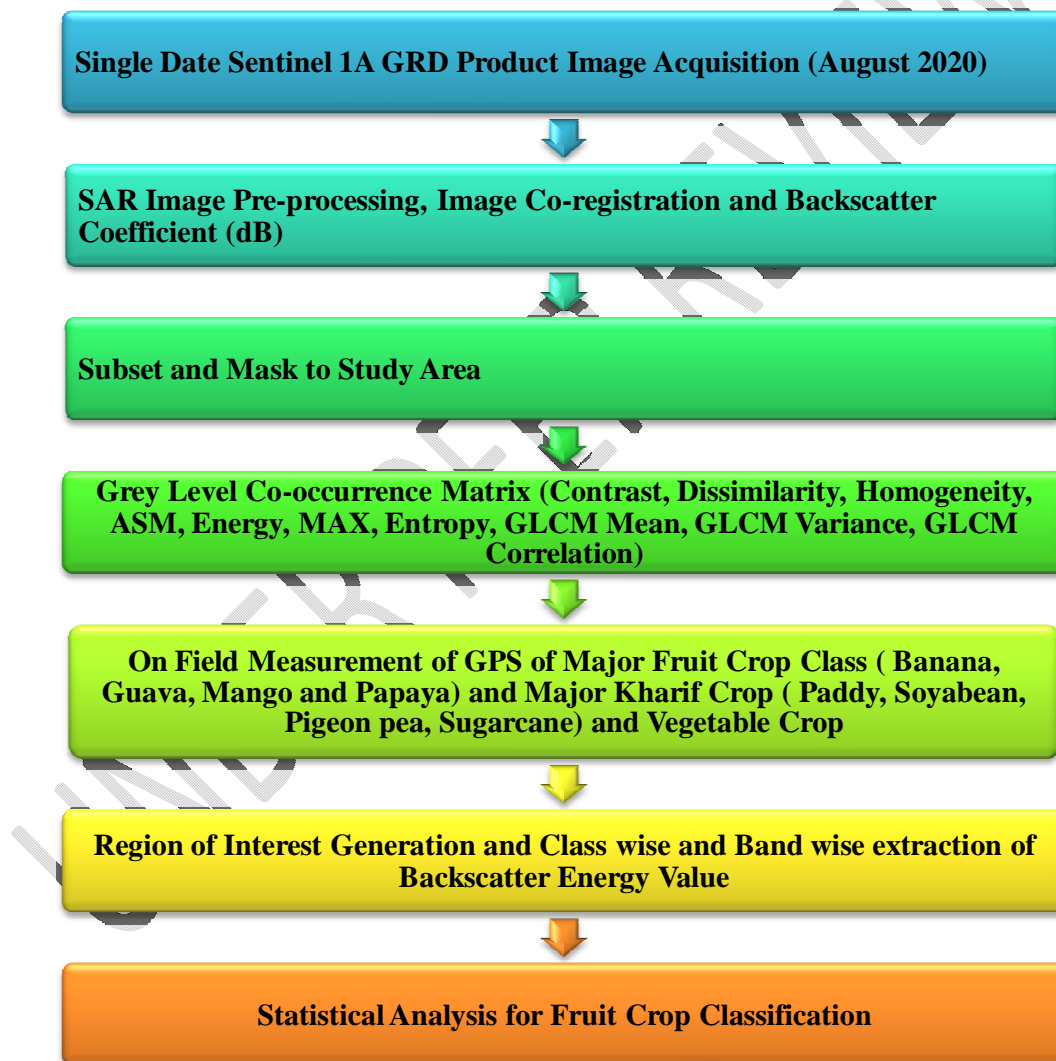 Single Date Sentinel 1A GRD Product Image Acquisition (August 2020)
SAR Image Pre-processing, Image Co-registration and Backscatter
Coefficient (dB)
Subset and Mask to Study Area
Grey Level Co-occurrence Matrix (Contrast, Dissimilarity, Homogeneity,
ASM, Energy, MAX, Entropy, GLCM Mean, GLCM Variance, GLCM
Correlation)
On Field Measurement of GPS of Major Fruit Crop Class ( Banana,
Guava, Mango and Papaya) and Major Kharif Crop ( Paddy, Soyabean,
Pigeon pea, Sugarcane) and Vegetable Crop
Region of Interest Generation and Class wise and Band wise extraction of
Backscatter Energy Value
Statistical Analysis for Fruit Crop Classification
UNDER PEER REVIEW